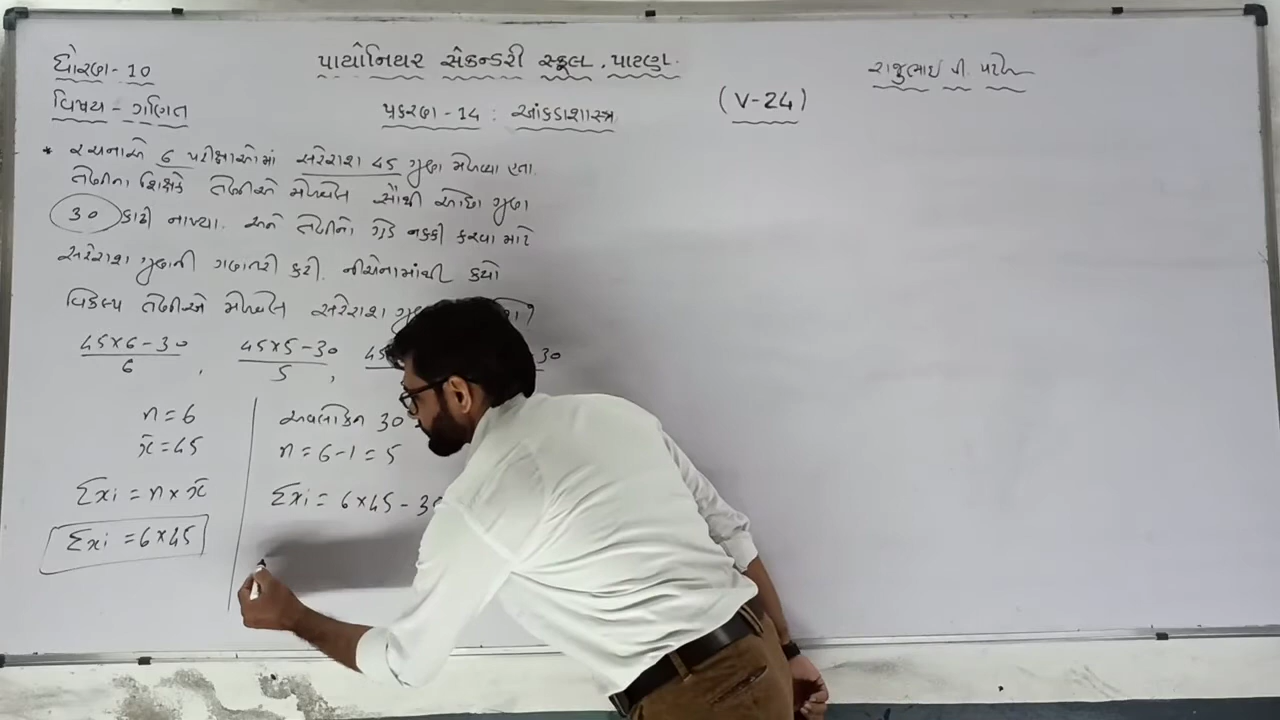 ધોરણ - 10
પાયોનિયર સેકન્ડરી સ્કૂલ, પાટણ.
રાજુભાઇ પી. પટેલ
વિષય - ગણિત
પ્રકરણ - 14 : આંકડાશાસ્ત્ર
(V-24)
* રચનાએ 6 પરીક્ષાઓમાં સરેરાશ 45 ગુણ મેળવ્યા હતા.
તેણીના શિક્ષકે તેણીએ મેળવેલ સૌથી ઓછા ગુણ
30 કાઢી નાખ્યા. અને તેણીનો ગ્રેડ નક્કી કરવા માટે
સરેરાશ ગુણની ગણતરી કરી. નીચેનામાંથી કયો
વિકલ્પ તેણીએ મેળવેલ સરેરાશ
45×6-30/6 , 45×5-30/5 , 45 30
n = 6
x̄ = 45
Σxi = n × x̄
Σxi = 6×45
અવલોકન 30
n = 6-1 = 5
Σxi = 6×45 - 30